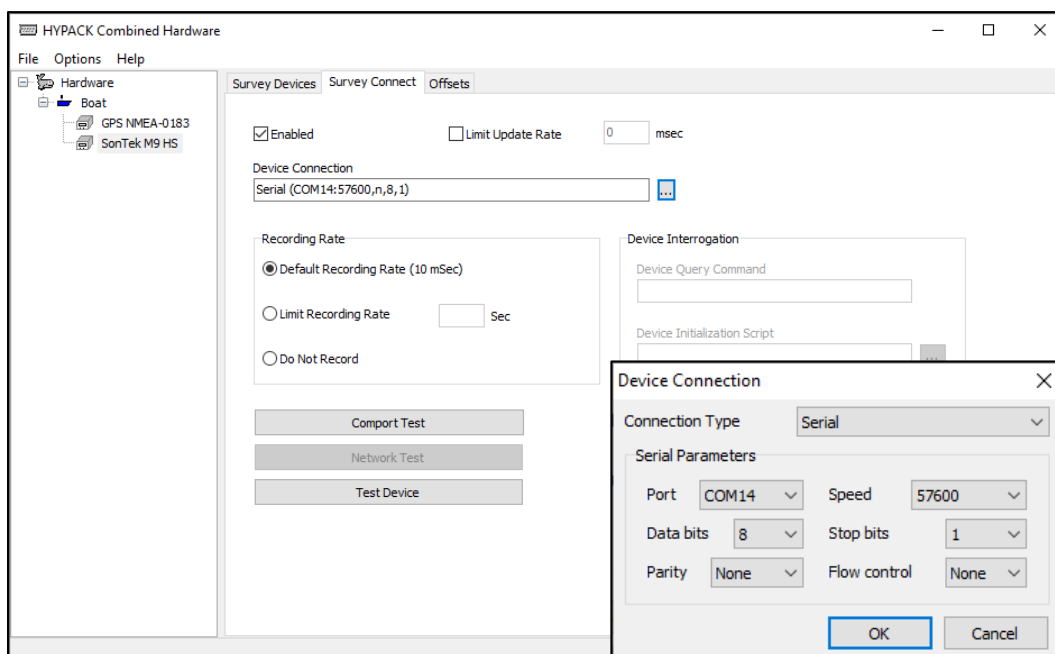 HYPACK Combined Hardware
File Options Help
Hardware
Boat
GPS NMEA-0183
SonTek M9 HS
Survey Devices Survey Connect Offsets
Enabled Limit Update Rate 0 msec
Device Connection
Serial (COM14:57600,n,8,1) ...
Recording Rate
Default Recording Rate (10 mSec)
Limit Recording Rate Sec
Do Not Record
Device Interrogation
Device Query Command
Device Initialization Script
...
Comport Test
Network Test
Test Device
Device Connection
Connection Type Serial
Serial Parameters
Port COM14 Speed 57600
Data bits 8 Stop bits 1
Parity None Flow control None
OK Cancel